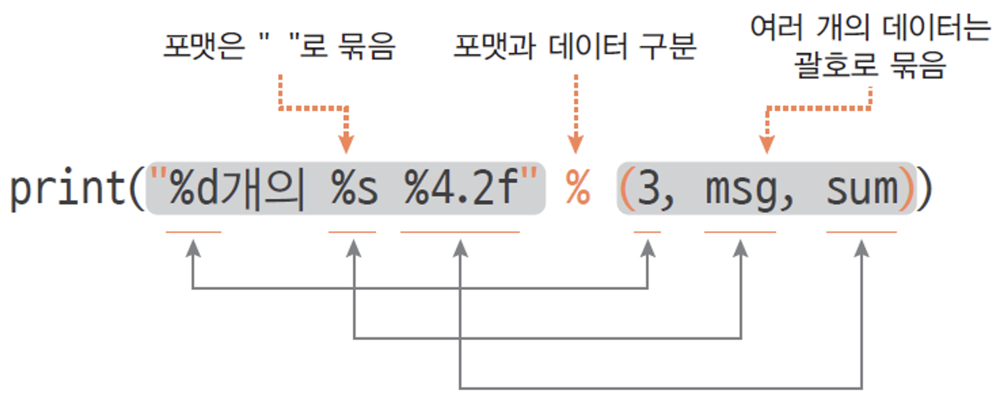 포맷은 " "로 묶음
포맷과 데이터 구분
여러 개의 데이터는
괄호로 묶음
print("%d개의 %s %4.2f" % (3, msg, sum))